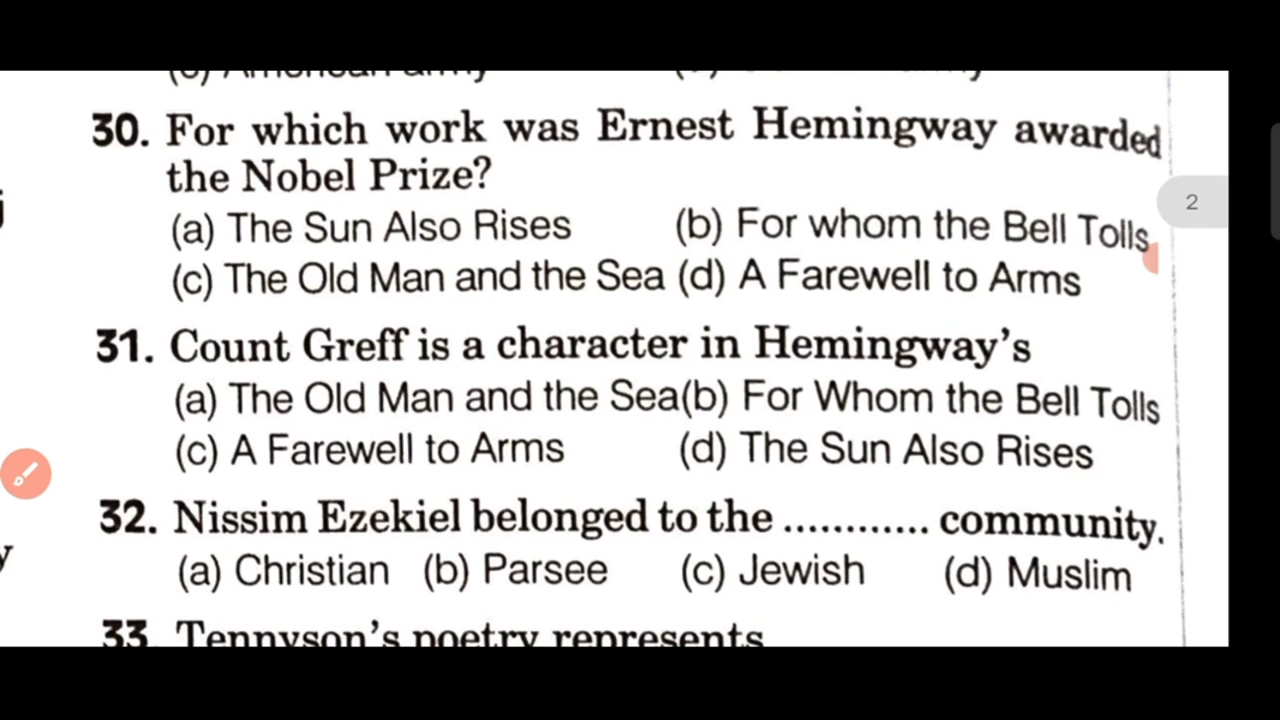 30. For which work was Ernest Hemingway awarded
the Nobel Prize?
(a) The Sun Also Rises (b) For whom the Bell Tolls
(c) The Old Man and the Sea (d) A Farewell to Arms
2
31. Count Greff is a character in Hemingway's
(a) The Old Man and the Sea(b) For Whom the Bell Tolls
(c) A Farewell to Arms (d) The Sun Also Rises
32. Nissim Ezekiel belonged to the ............ community.
(a) Christian (b) Parsee (c) Jewish (d) Muslim
33 Tennyson's poetry represents